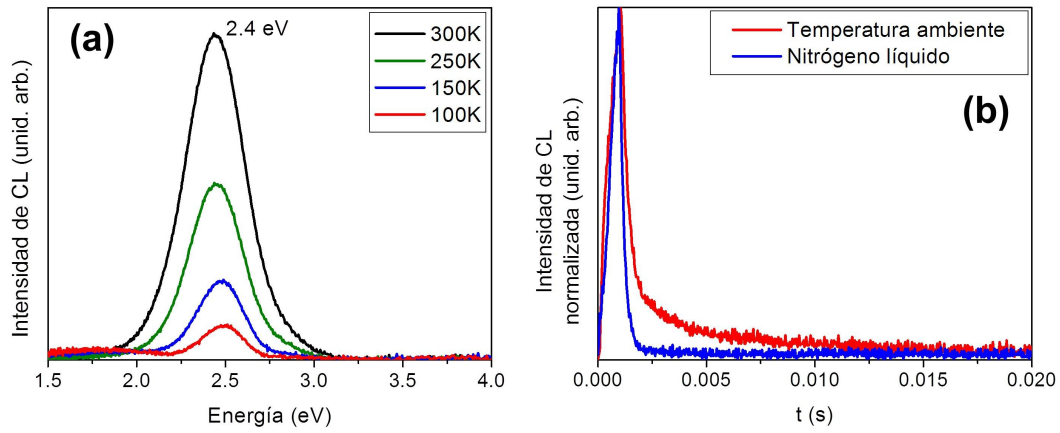 (a)
2.4 eV
300K
250K
150K
100K
Intensidad de CL (unid. arb.)
1.5 2.0 2.5 3.0 3.5 4.0
Energía (eV)
Temperatura ambiente
Nitrógeno líquido
(b)
Intensidad de CL
normalizada (unid. arb.)
0.000 0.005 0.010 0.015 0.020
t (s)